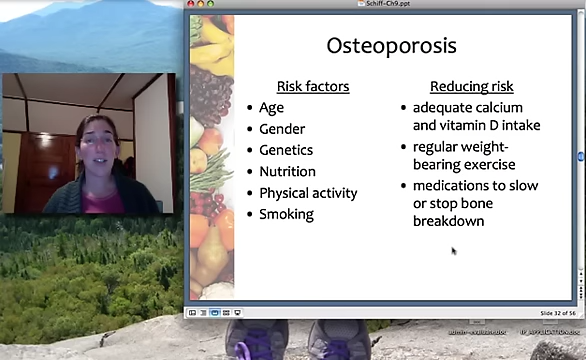 Schiff-Ch9.ppt
Osteoporosis
Risk factors
• Age
• Gender
• Genetics
• Nutrition
• Physical activity
• Smoking
Reducing risk
• adequate calcium
and vitamin D intake
• regular weight-
bearing exercise
• medications to slow
or stop bone
breakdown
Slide 32 of 56